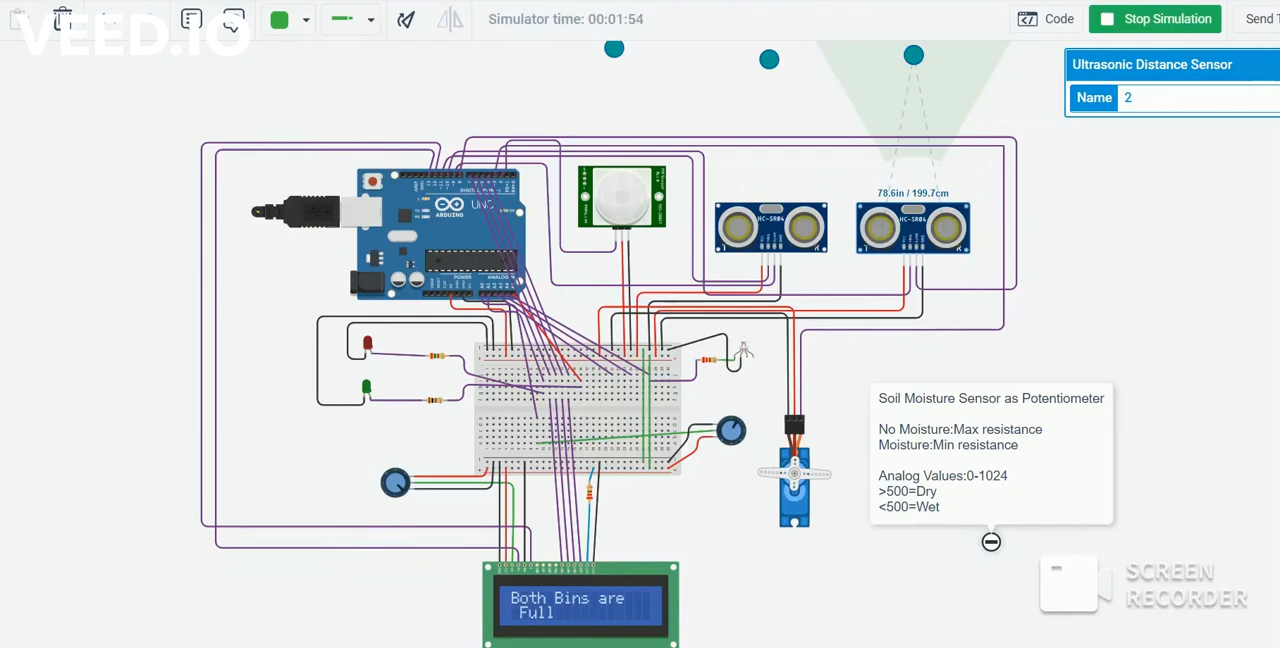 VEED.IO
Simulator time: 00:01:54
Code
Stop Simulation
Send T
Ultrasonic Distance Sensor
Name 2
78.6in / 199.7cm
HC-SR04
HC-SR04
UNO
ARDUINO
POWER
Soil Moisture Sensor as Potentiometer
No Moisture:Max resistance
Moisture:Min resistance
Analog Values:0-1024
>500=Dry
<500=Wet
Both Bins are
Full
SCREEN
RECORDER